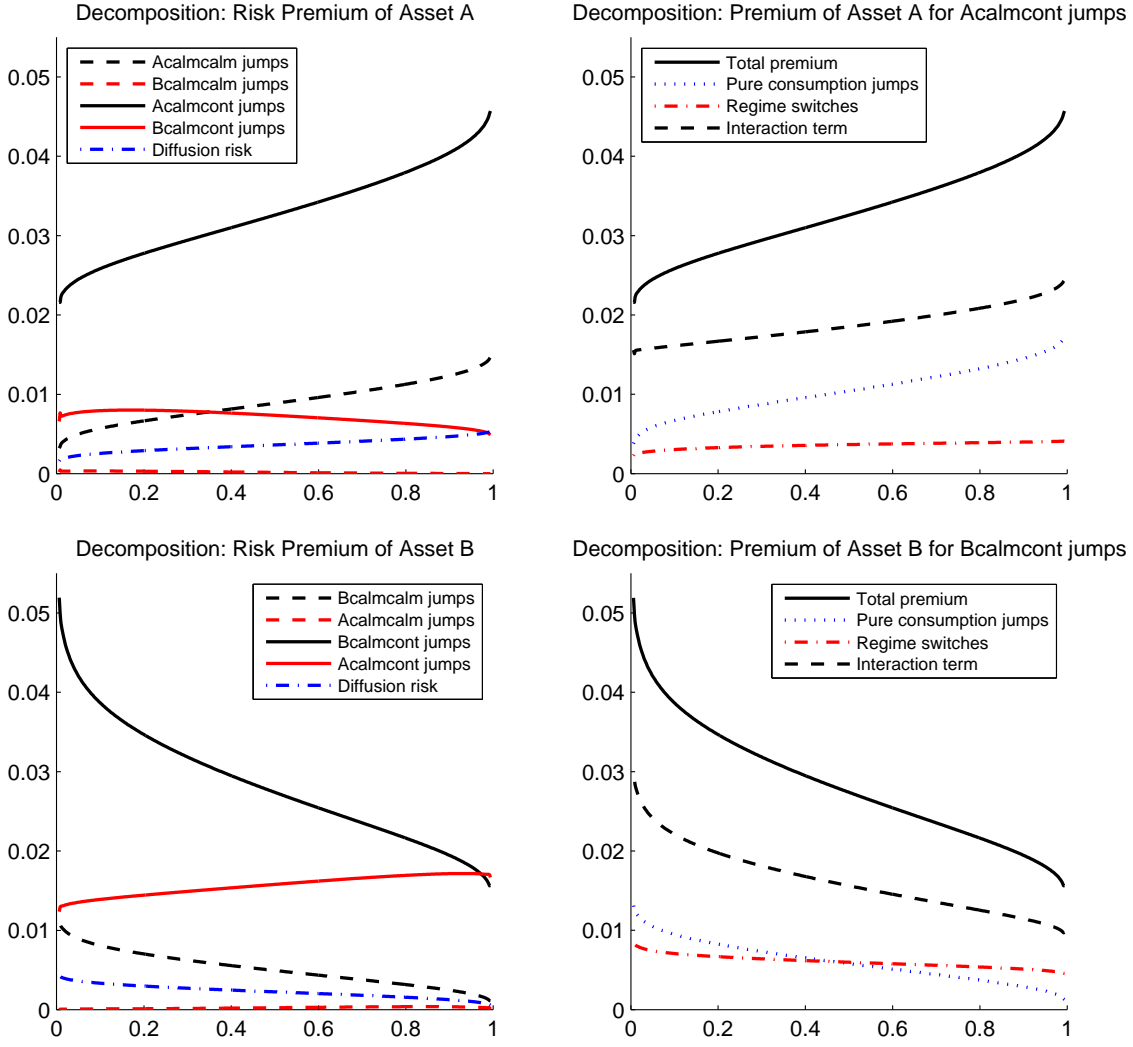 Decomposition: Risk Premium of Asset A
Acalmcalm jumps
Bcalmcalm jumps
Acalmcont jumps
Bcalmcont jumps
Diffusion risk
0.05
0.04
0.03
0.02
0.01
0
0 0.2 0.4 0.6 0.8 1
Decomposition: Premium of Asset A for Acalmcont jumps
Total premium
Pure consumption jumps
Regime switches
Interaction term
0.05
0.04
0.03
0.02
0.01
0
0 0.2 0.4 0.6 0.8 1
Decomposition: Risk Premium of Asset B
Bcalmcalm jumps
Acalmcalm jumps
Bcalmcont jumps
Acalmcont jumps
Diffusion risk
0.05
0.04
0.03
0.02
0.01
0
0 0.2 0.4 0.6 0.8 1
Decomposition: Premium of Asset B for Bcalmcont jumps
Total premium
Pure consumption jumps
Regime switches
Interaction term
0.05
0.04
0.03
0.02
0.01
0
0 0.2 0.4 0.6 0.8 1